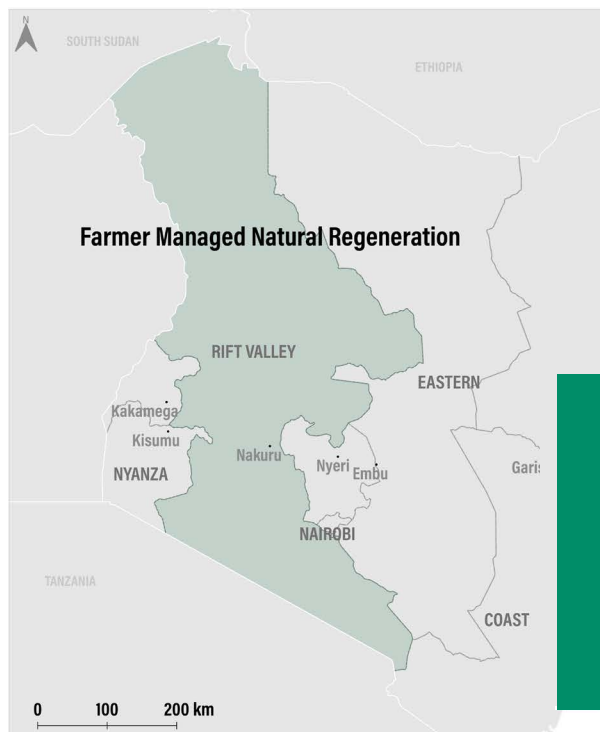 N
SOUTH SUDAN
ETHIOPIA
Farmer Managed Natural Regeneration
RIFT VALLEY
EASTERN
Kakamega
Kisumu
Nakuru
Nyeri
Embu
Garis
NYANZA
NAIROBI
TANZANIA
COAST
0 100 200 km